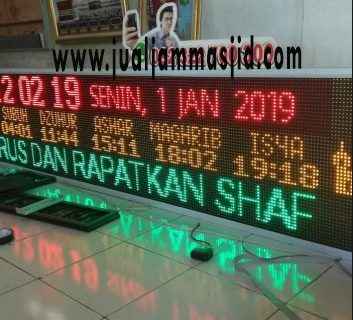 www.jualjammasjid.com
12 02 19 SENIN, 1 JAN 2019
SUBUH DZUHUR ASHAR MAGHRIB ISYA
04:01 11:44 15:11 18:02 19:18
RUS DAN RAPATKAN SHAF